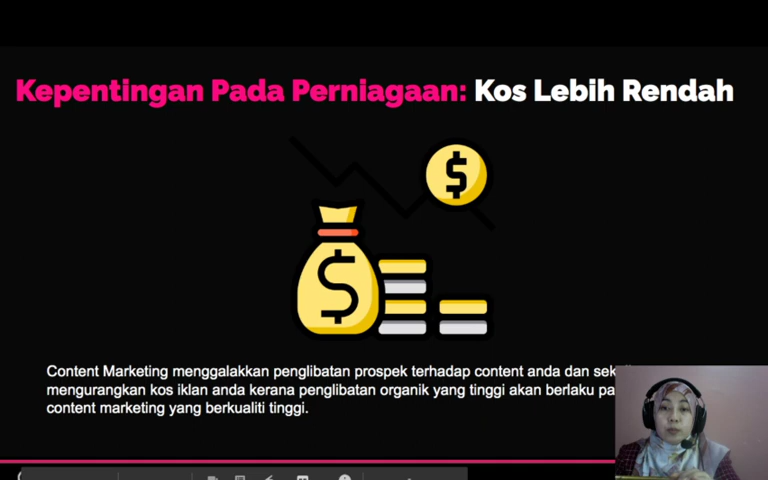 Kepentingan Pada Perniagaan: Kos Lebih Rendah
$
$
Content Marketing menggalakkan penglibatan prospek terhadap content anda dan
mengurangkan kos iklan anda kerana penglibatan organik yang tinggi akan berlaku
content marketing yang berkualiti tinggi.